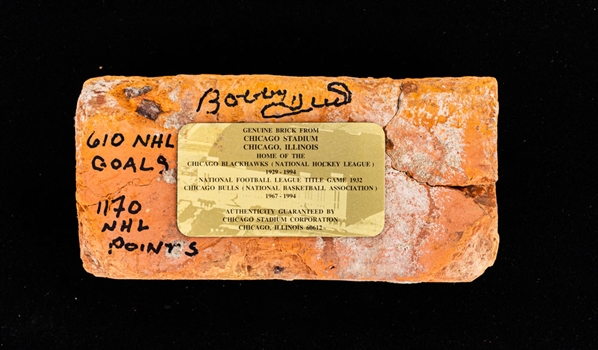 Bobby Hull
610 NHL
GOALS
1170
NHL
POINTS
GENUINE BRICK FROM
CHICAGO STADIUM
CHICAGO, ILLINOIS
HOME OF THE
CHICAGO BLACKHAWKS ( NATIONAL HOCKEY LEAGUE )
1929 - 1994
NATIONAL FOOTBALL LEAGUE TITLE GAME 1932
CHICAGO BULLS ( NATIONAL BASKETBALL ASSOCIATION )
1967 - 1994
AUTHENTICITY GUARANTEED BY
CHICAGO STADIUM CORPORATION
CHICAGO, ILLINOIS 60612